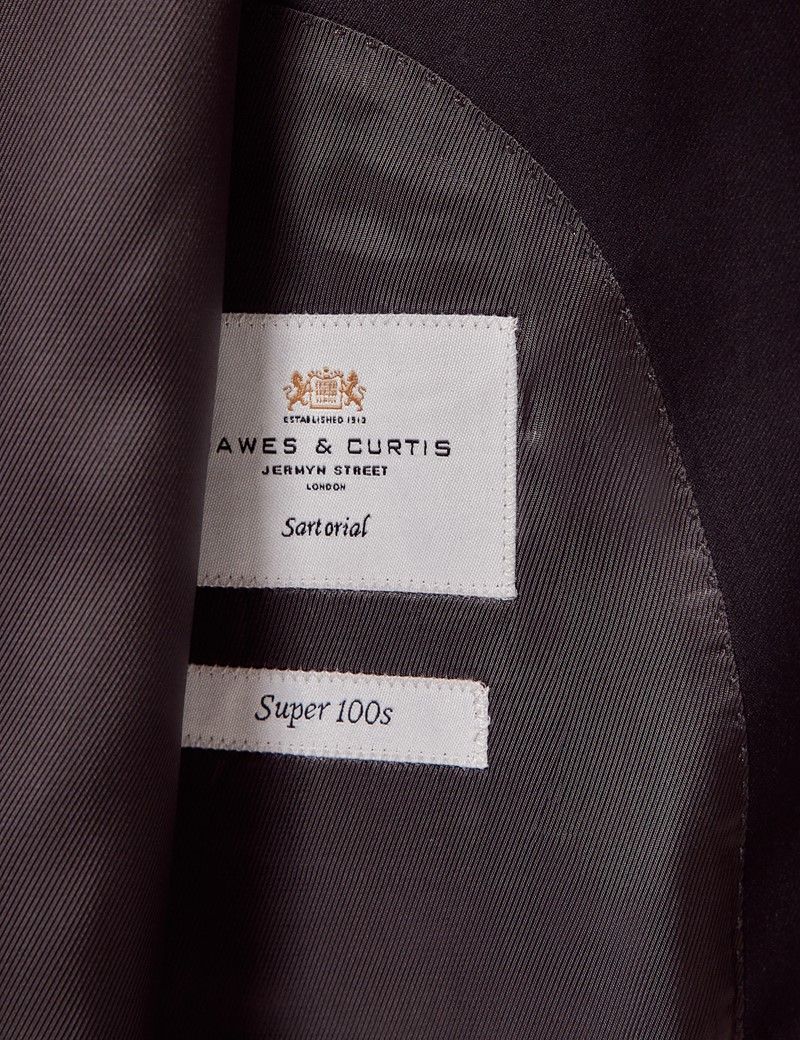 ESTABLISHED 1913
AWES & CURTIS
JERMYN STREET
LONDON
Sartorial
Super 100s